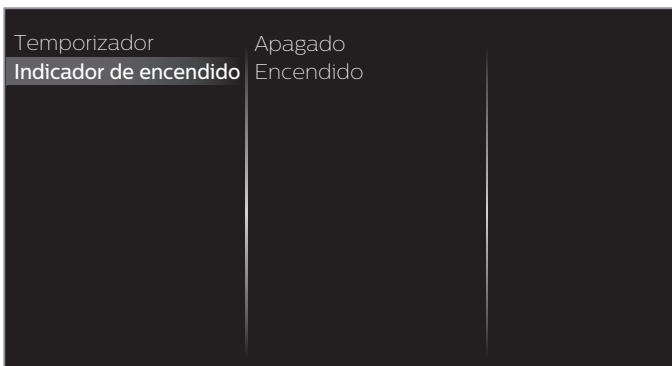 Temporizador
Indicador de encendido
Apagado
Encendido